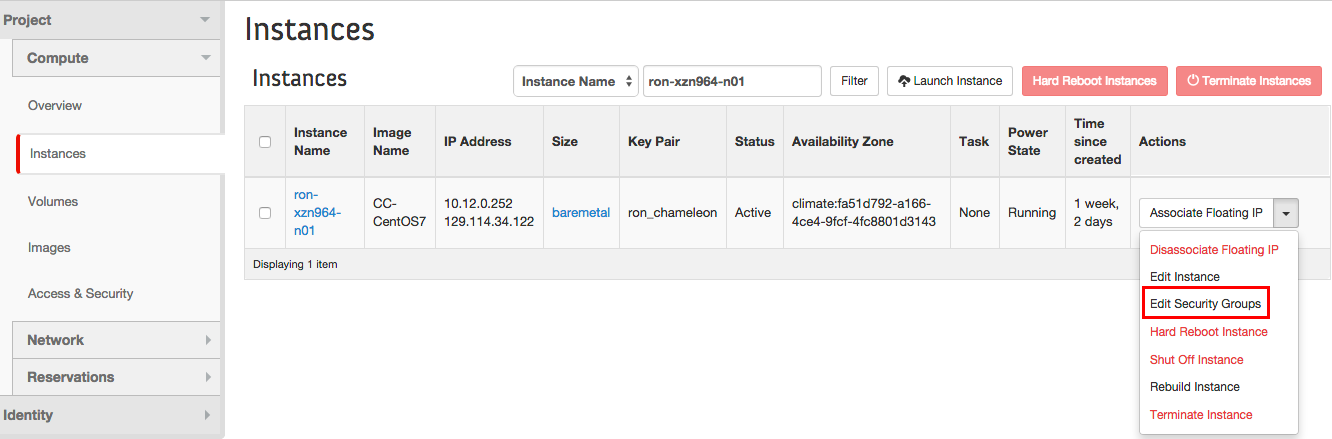 Project
Compute
Overview
Instances
Volumes
Images
Access & Security
Network
Reservations
Identity
Instances
Instances
Instance Name
ron-xzn964-n01
Filter
Launch Instance
Hard Reboot Instances
Terminate Instances
Instance
Name
Image
Name
IP Address
Size
Key Pair
Status
Availability Zone
Task
Power
State
Time
since
created
Actions
ron-
xzn964-
n01
CC-
CentOS7
10.12.0.252
129.114.34.122
baremetal
ron_chameleon
Active
climate:fa51d792-a166-
4ce4-9fcf-4fc8801d3143
None
Running
1 week,
2 days
Associate Floating IP
Disassociate Floating IP
Edit Instance
Edit Security Groups
Hard Reboot Instance
Shut Off Instance
Rebuild Instance
Terminate Instance
Displaying 1 item